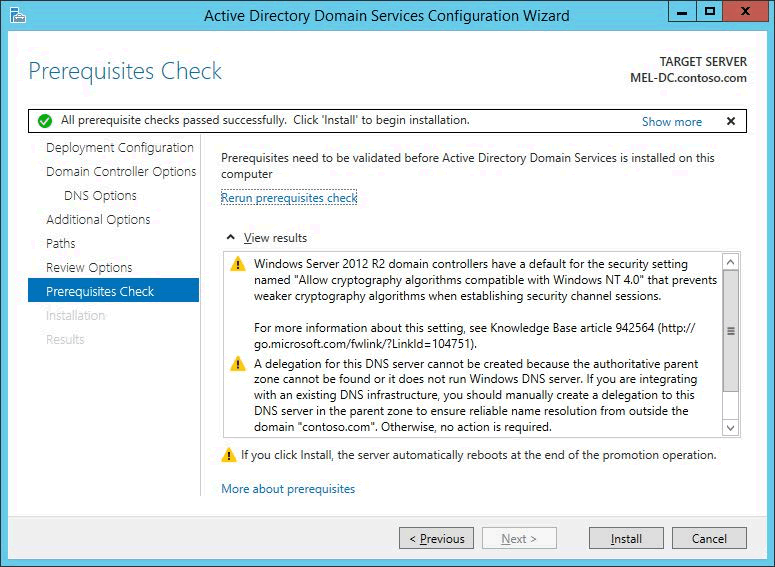 Active Directory Domain Services Configuration Wizard
Prerequisites Check
TARGET SERVER
MEL-DC.contoso.com
All prerequisite checks passed successfully.  Click 'Install' to begin installation.
Show more
Deployment Configuration
Domain Controller Options
DNS Options
Additional Options
Paths
Review Options
Prerequisites Check
Installation
Results
Prerequisites need to be validated before Active Directory Domain Services is installed on this
computer
Rerun prerequisites check
View results
Windows Server 2012 R2 domain controllers have a default for the security setting
named "Allow cryptography algorithms compatible with Windows NT 4.0" that prevents
weaker cryptography algorithms when establishing security channel sessions.
For more information about this setting, see Knowledge Base article 942564 (http://
go.microsoft.com/fwlink/?LinkId=104751).
A delegation for this DNS server cannot be created because the authoritative parent
zone cannot be found or it does not run Windows DNS server. If you are integrating
with an existing DNS infrastructure, you should manually create a delegation to this
DNS server in the parent zone to ensure reliable name resolution from outside the
domain "contoso.com". Otherwise, no action is required.
If you click Install, the server automatically reboots at the end of the promotion operation.
More about prerequisites
< Previous
Next >
Install
Cancel